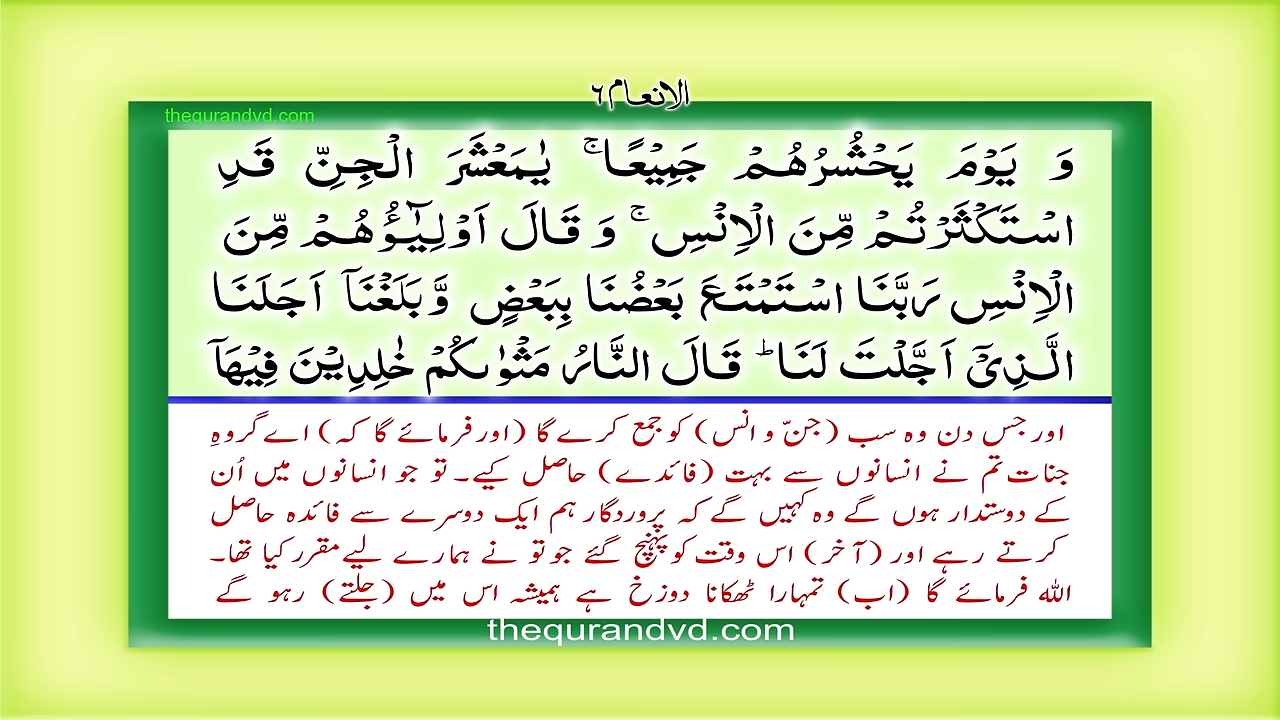 الانعام ٦
thequrandvd.com
وَ يَوْمَ يَحْشُرُهُمْ جَمِيْعًا ۚ يٰمَعْشَرَ الْجِنِّ قَدِ
اسْتَكْثَرْتُمْ مِّنَ الْاِنْسِ ۚ وَ قَالَ اَوْلِيٰٓـؤُهُمْ مِّنَ
الْاِنْسِ رَبَّنَا اسْتَمْتَعَ بَعْضُنَا بِبَعْضٍ وَّ بَلَغْنَاۤ اَجَلَنَا
الَّذِيْۤ اَجَّلْتَ لَنَا ؕ قَالَ النَّارُ مَثْوٰىكُمْ خٰلِدِيْنَ فِيْهَاۤ
اور جس دن وہ سب (جنّ و انس) کو جمع کرے گا (اور فرمائے گا کہ) اے گروہِ
جنات تم نے انسانوں سے بہت (فائدے) حاصل کیے۔ تو جو انسانوں میں اُن
کے دوستدار ہوں گے وہ کہیں گے کہ پروردگار ہم ایک دوسرے سے فائدہ حاصل
کرتے رہے اور (آخر) اس وقت کو پہنچ گئے جو تو نے ہمارے لیے مقرر کیا تھا۔
الله فرمائے گا (اب) تمہارا ٹھکانا دوزخ ہے ہمیشہ اس میں (جلتے) رہو گے
thequrandvd.com